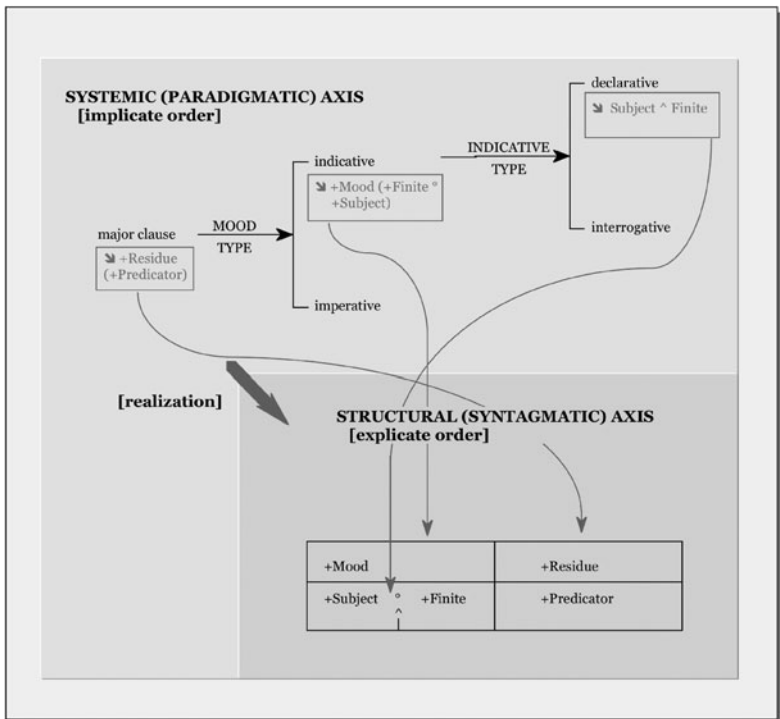 SYSTEMIC (PARADIGMATIC) AXIS
[implicate order]
declarative
↘ Subject ^ Finite
INDICATIVE
TYPE
indicative
↘ +Mood (+Finite *
+Subject)
interrogative
major clause
↘ +Residue
(+Predicator)
MOOD
TYPE
imperative
[realization]
STRUCTURAL (SYNTAGMATIC) AXIS
[explicate order]
+Mood +Residue
+Subject ° +Finite +Predicator
^